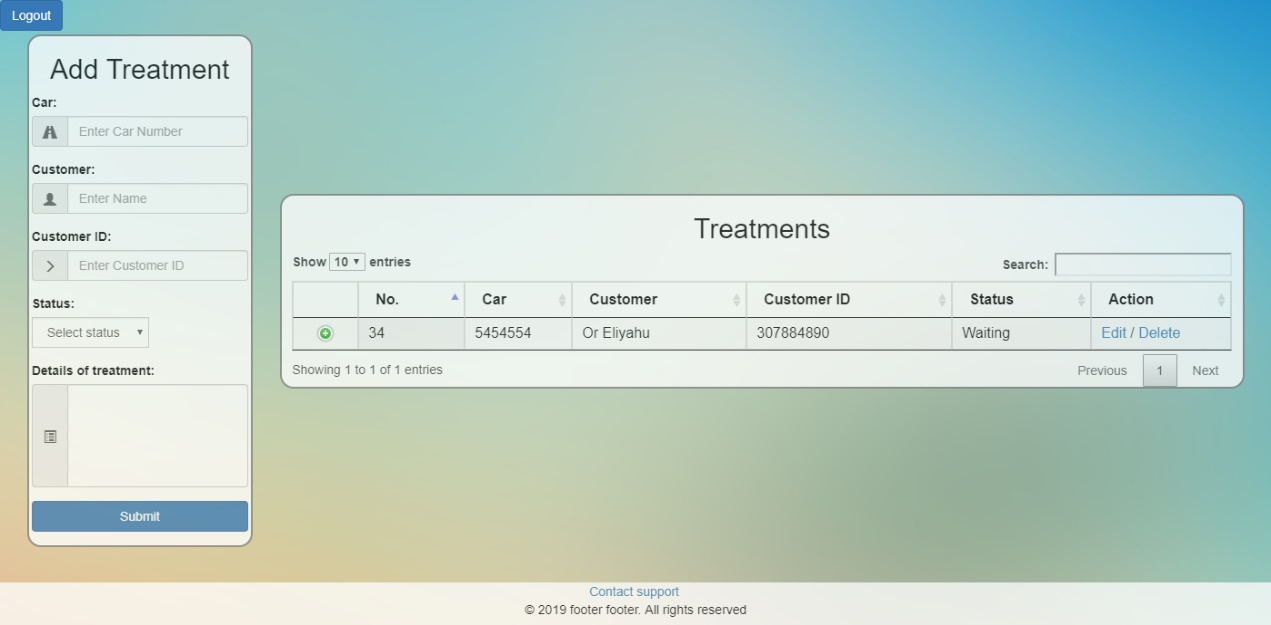 Logout
Add Treatment
Car:
Enter Car Number
Customer:
Enter Name
Customer ID:
Enter Customer ID
Status:
Select status
Details of treatment:
Submit
Treatments
Show 10 entries
Search:
No. Car Customer Customer ID Status Action
34 5454554 Or Eliyahu 307884890 Waiting Edit / Delete
Showing 1 to 1 of 1 entries
Previous 1 Next
Contact support
© 2019 footer footer. All rights reserved